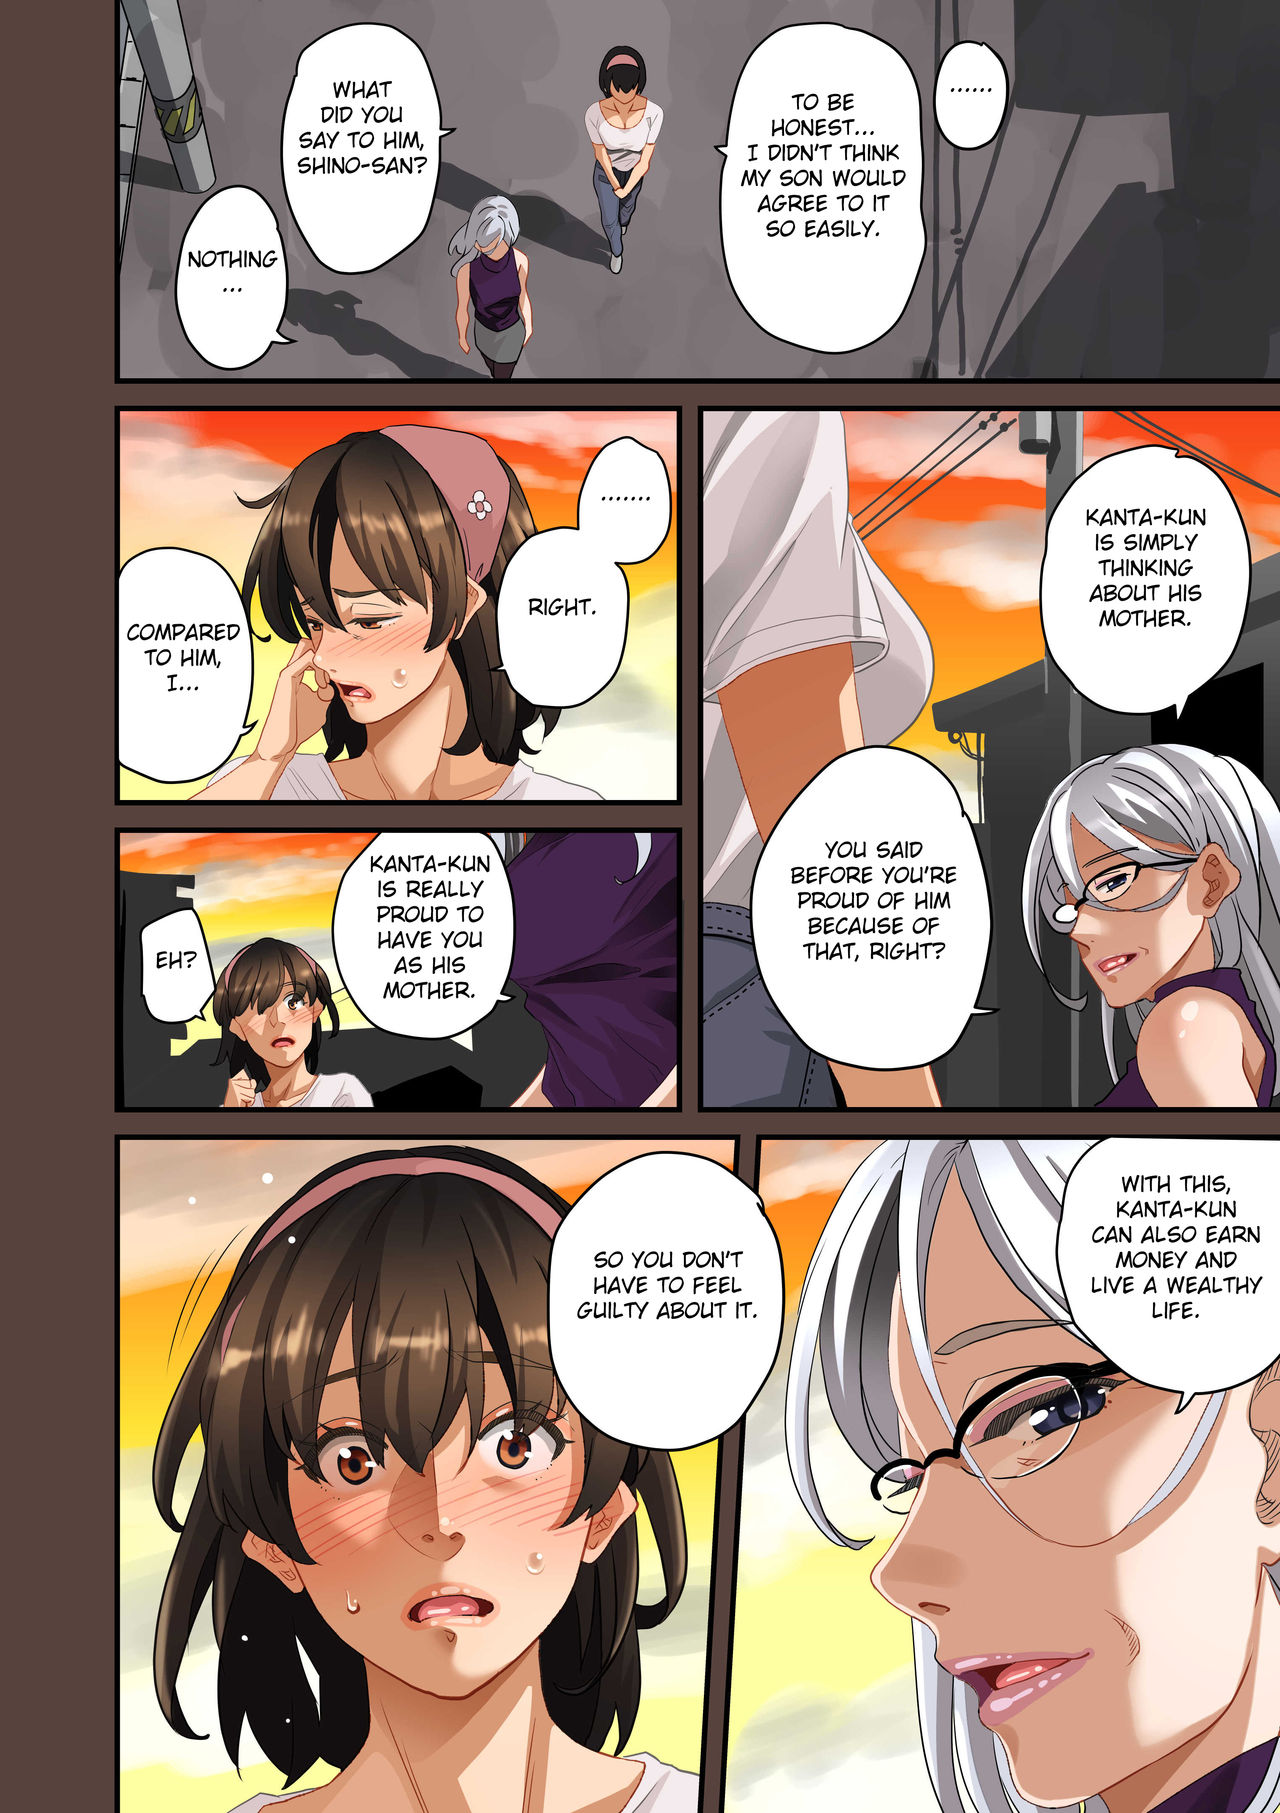 ......
TO BE
HONEST...
I DIDN'T THINK
MY SON WOULD
AGREE TO IT
SO EASILY.
WHAT
DID YOU
SAY TO HIM,
SHINO-SAN?
NOTHING
...
KANTA-KUN
IS SIMPLY
THINKING
ABOUT HIS
MOTHER.
YOU SAID
BEFORE YOU'RE
PROUD OF HIM
BECAUSE OF
THAT, RIGHT?
.......
RIGHT.
COMPARED
TO HIM,
I...
KANTA-KUN
IS REALLY
PROUD TO
HAVE YOU
AS HIS
MOTHER.
EH?
WITH THIS,
KANTA-KUN
CAN ALSO EARN
MONEY AND
LIVE A WEALTHY
LIFE.
SO YOU DON'T
HAVE TO FEEL
GUILTY ABOUT IT.